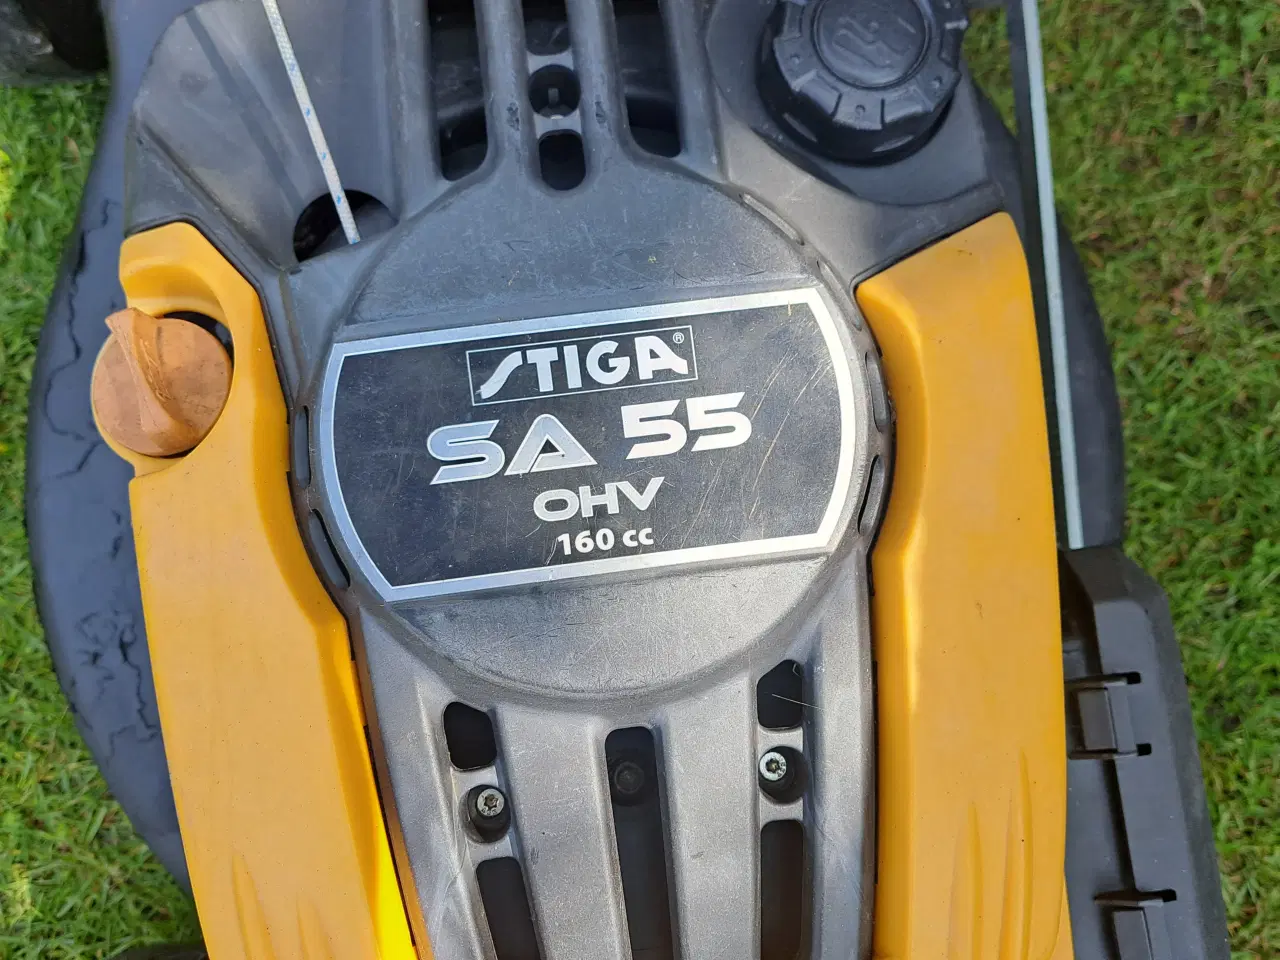 STIGA®
SA 55
OHV
160 cc